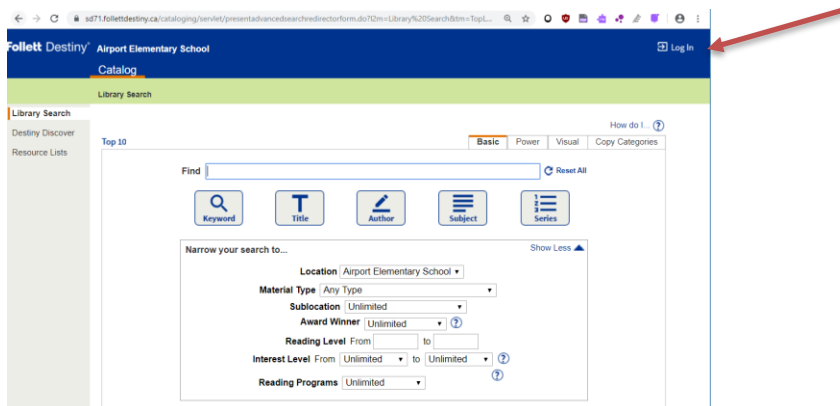 sd71.follettdestiny.ca/cataloging/servlet/presentadvancedsearchredirectorform.do?l2m=Library%20Search&tm=TopL...
Follett Destiny® Airport Elementary School
Log In
Catalog
Library Search
Library Search
Destiny Discover
Resource Lists
How do I... ?
Top 10
Basic Power Visual Copy Categories
Find Reset All
Keyword Title Author Subject Series
Narrow your search to... Show Less
Location Airport Elementary School
Material Type Any Type
Sublocation Unlimited
Award Winner Unlimited ?
Reading Level From to
Interest Level From Unlimited to Unlimited ?
Reading Programs Unlimited ?